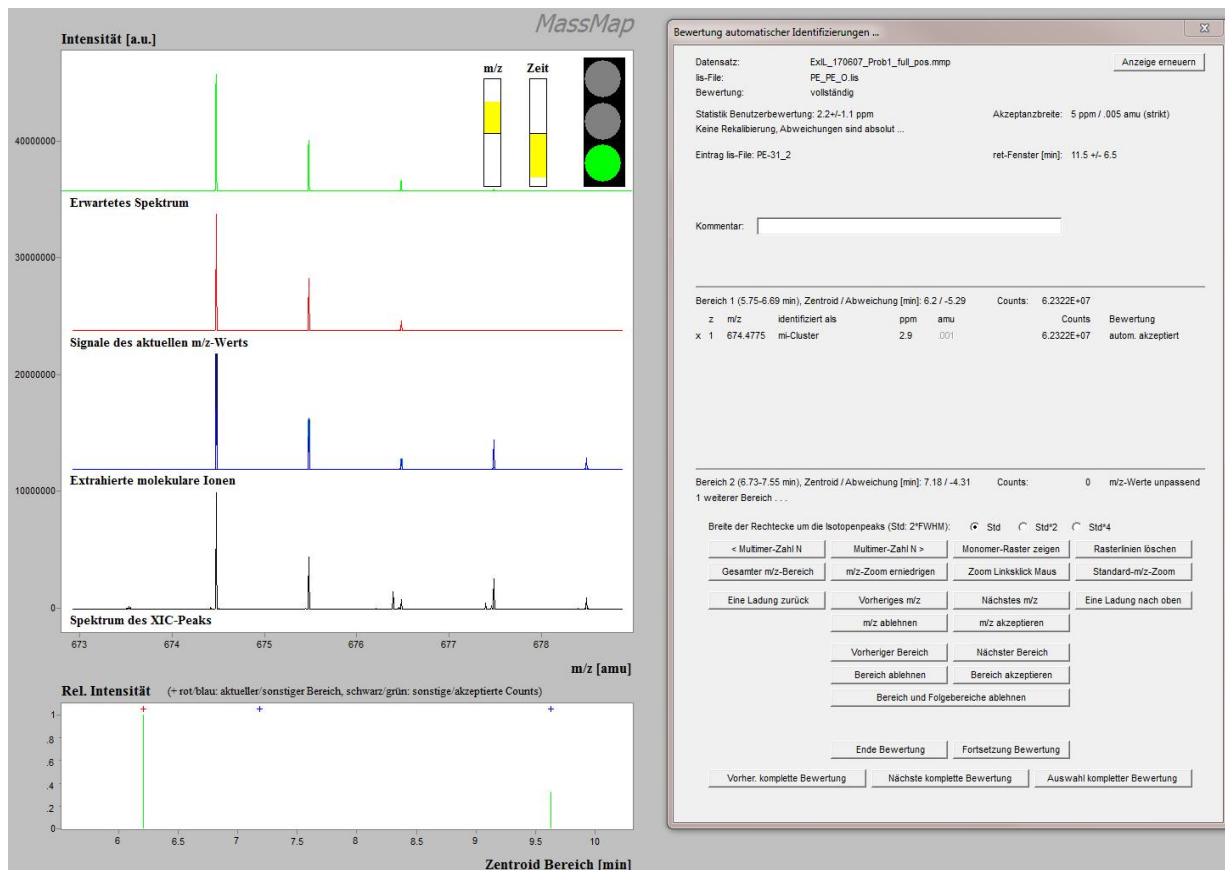 MassMap
Intensität [a.u.]
m/z Zeit
40000000
Erwartetes Spektrum
30000000
Signale des aktuellen m/z-Werts
20000000
Extrahierte molekulare Ionen
10000000
0
Spektrum des XIC-Peaks
673 674 675 676 677 678
m/z [amu]
Rel. Intensität (+ rot/blau: aktueller/sonstiger Bereich, schwarz/grün: sonstige/akzeptierte Counts)
1
.8
.6
.4
.2
0
6 6.5 7 7.5 8 8.5 9 9.5 10
Zentroid Bereich [min]
Bewertung automatischer Identifizierungen ...
Datensatz: ExIL_170607_Prob1_full_pos.mmp Anzeige erneuern
lis-File: PE_PE_O.lis
Bewertung: vollständig
Statistik Benutzerbewertung: 2.2+/-1.1 ppm Akzeptanzbreite: 5 ppm / .005 amu (strikt)
Keine Rekalibrierung, Abweichungen sind absolut ...
Eintrag lis-File: PE-31_2 ret-Fenster [min]: 11.5 +/- 6.5
Kommentar:
Bereich 1 (5.75-6.69 min), Zentroid / Abweichung [min]: 6.2 / -5.29 Counts: 6.2322E+07
z m/z identifiziert als ppm amu Counts Bewertung
x 1 674.4775 mi-Cluster 2.9 .001 6.2322E+07 autom. akzeptiert
Bereich 2 (6.73-7.55 min), Zentroid / Abweichung [min]: 7.18 / -4.31 Counts: 0 m/z-Werte unpassend
1 weiterer Bereich . . .
Breite der Rechtecke um die Isotopenpeaks (Std: 2*FWHM): Std Std*2 Std*4
< Multimer-Zahl N Multimer-Zahl N > Monomer-Raster zeigen Rasterlinien löschen
Gesamter m/z-Bereich m/z-Zoom erniedrigen Zoom Linksklick Maus Standard-m/z-Zoom
Eine Ladung zurück Vorheriges m/z Nächstes m/z Eine Ladung nach oben
m/z ablehnen m/z akzeptieren
Vorheriger Bereich Nächster Bereich
Bereich ablehnen Bereich akzeptieren
Bereich und Folgebereiche ablehnen
Ende Bewertung Fortsetzung Bewertung
Vorher. komplette Bewertung Nächste komplette Bewertung Auswahl kompletter Bewertung